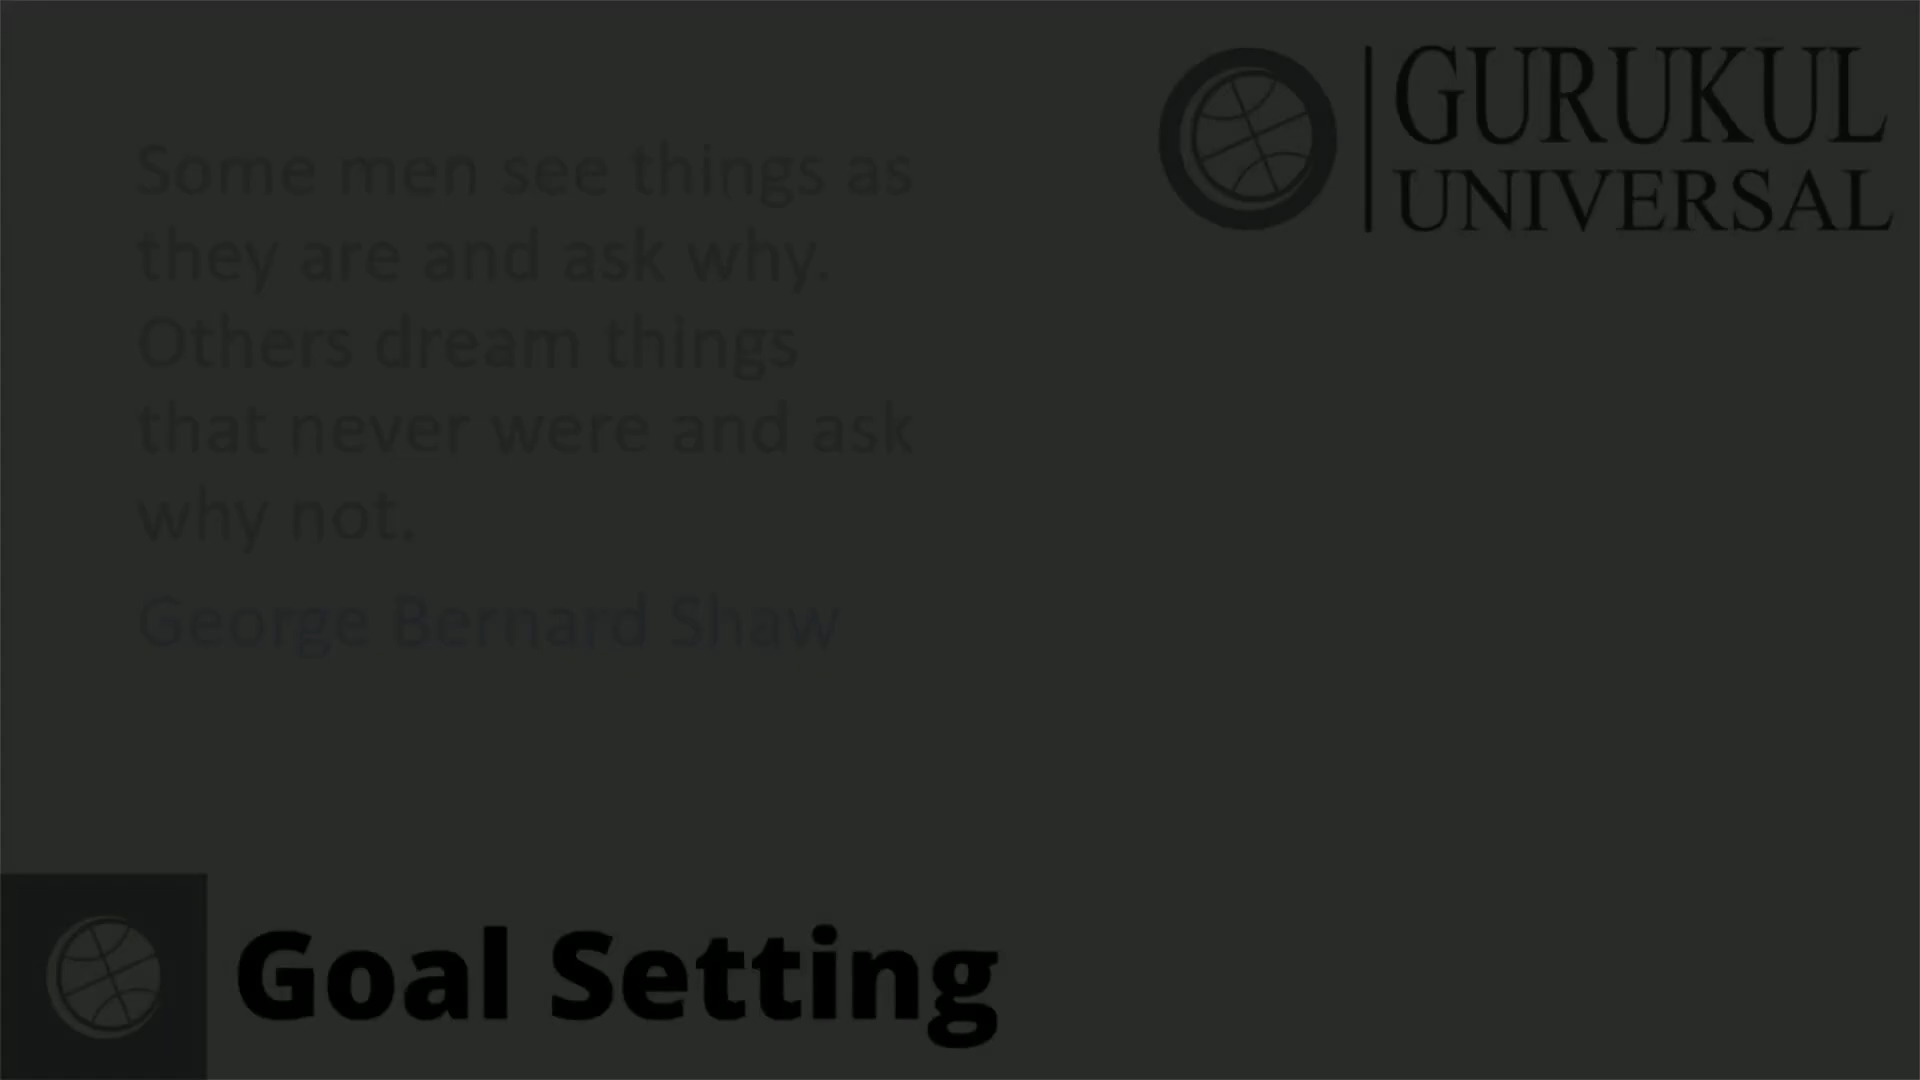 GURUKUL
UNIVERSAL
Some men see things as
they are and ask why.
Others dream things
that never were and ask
why not.
George Bernard Shaw
Goal Setting